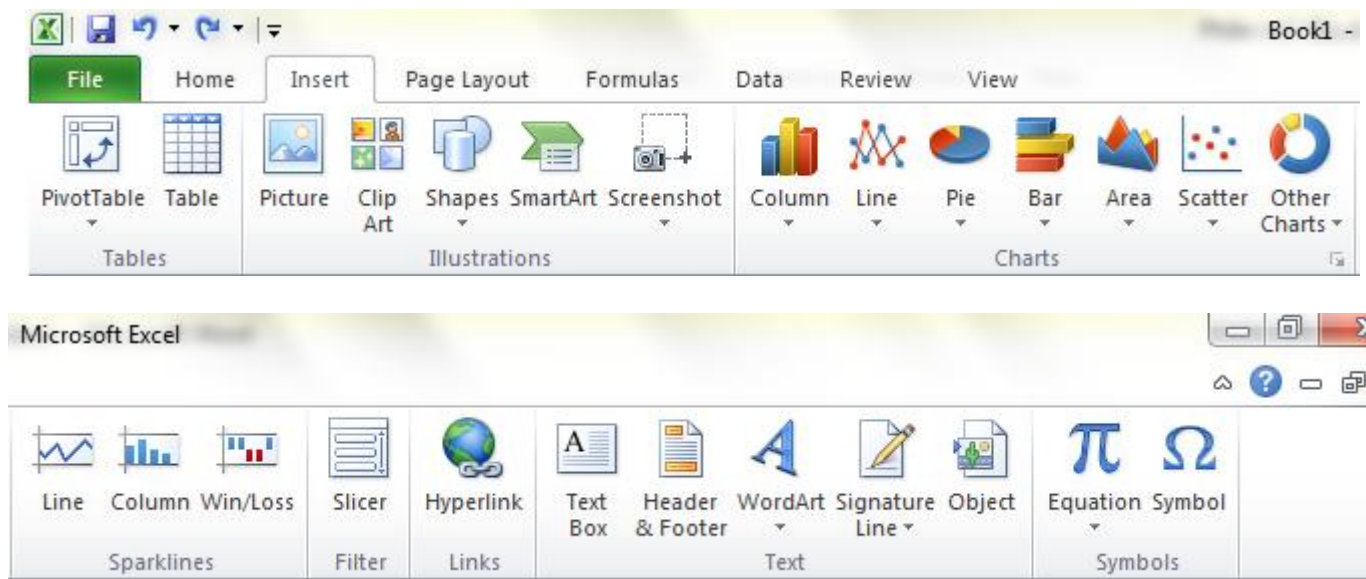 Book1 -
File Home Insert Page Layout Formulas Data Review View
PivotTable Table Picture Clip Art Shapes SmartArt Screenshot Column Line Pie Bar Area Scatter Other Charts
Tables Illustrations Charts
Microsoft Excel
Line Column Win/Loss Slicer Hyperlink Text Box Header & Footer WordArt Signature Line Object Equation Symbol
Sparklines Filter Links Text Symbols